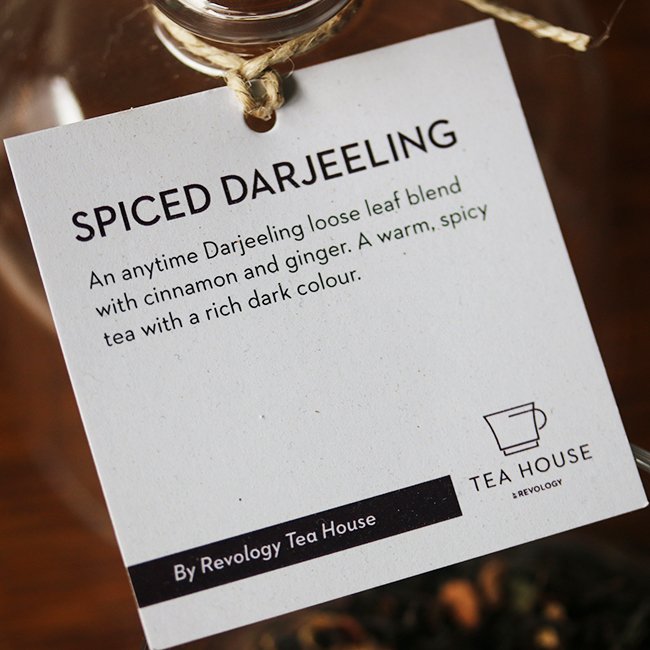 SPICED DARJEELING
An anytime Darjeeling loose leaf blend
with cinnamon and ginger. A warm, spicy
tea with a rich dark colour.
TEA HOUSE
BY REVOLOGY
By Revology Tea House